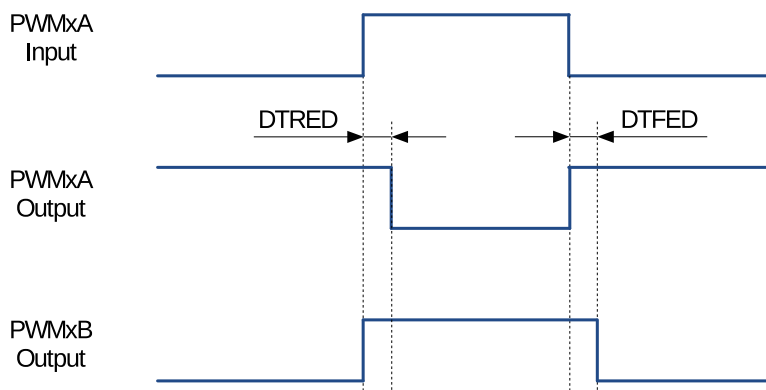 PWMxA
Input
DTRED
DTFED
PWMxA
Output
PWMxB
Output